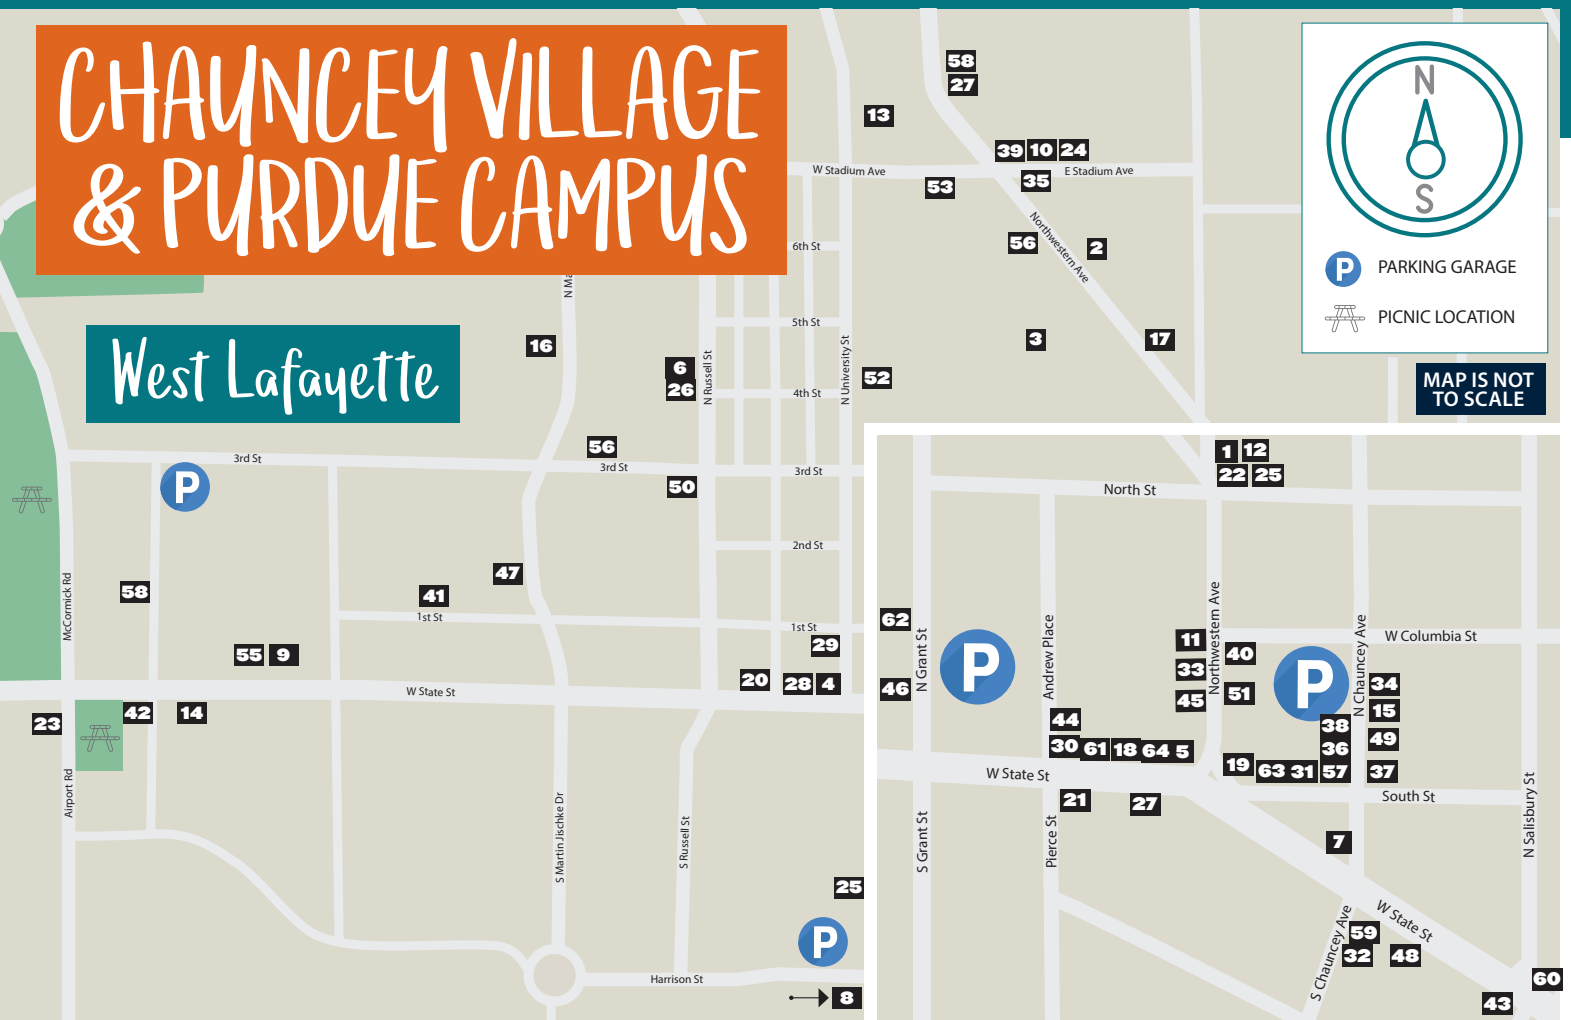 CHAUNCEY VILLAGE
& PURDUE CAMPUS
West Lafayette
N
S
P PARKING GARAGE
PICNIC LOCATION
MAP IS NOT
TO SCALE
58
27
13
39 10 24
W Stadium Ave
E Stadium Ave
53
35
Northwestern Ave
56
2
6th St
N Ma
5th St
3
17
16
6
26
N Russell St
N University St
52
4th St
56
3rd St
3rd St
3rd St
P
50
2nd St
47
58
41
1st St
1st St
McCormick Rd
29
55 9
20
28 4
W State St
23
42
14
Airport Rd
S Martin Jischke Dr
S Russell St
25
P
Harrison St
8
1 12
22 25
North St
62
N Grant St
P
Andrew Place
Northwestern Ave
11
40
33
45
51
P
N Chauncey Ave
W Columbia St
46
34
15
44
38
49
30 61 18 64 5
36
19
63 31 57
37
W State St
South St
21
27
S Grant St
Pierce St
N Salisbury St
7
W State St
S Chauncey Ave
59
32
48
60
43